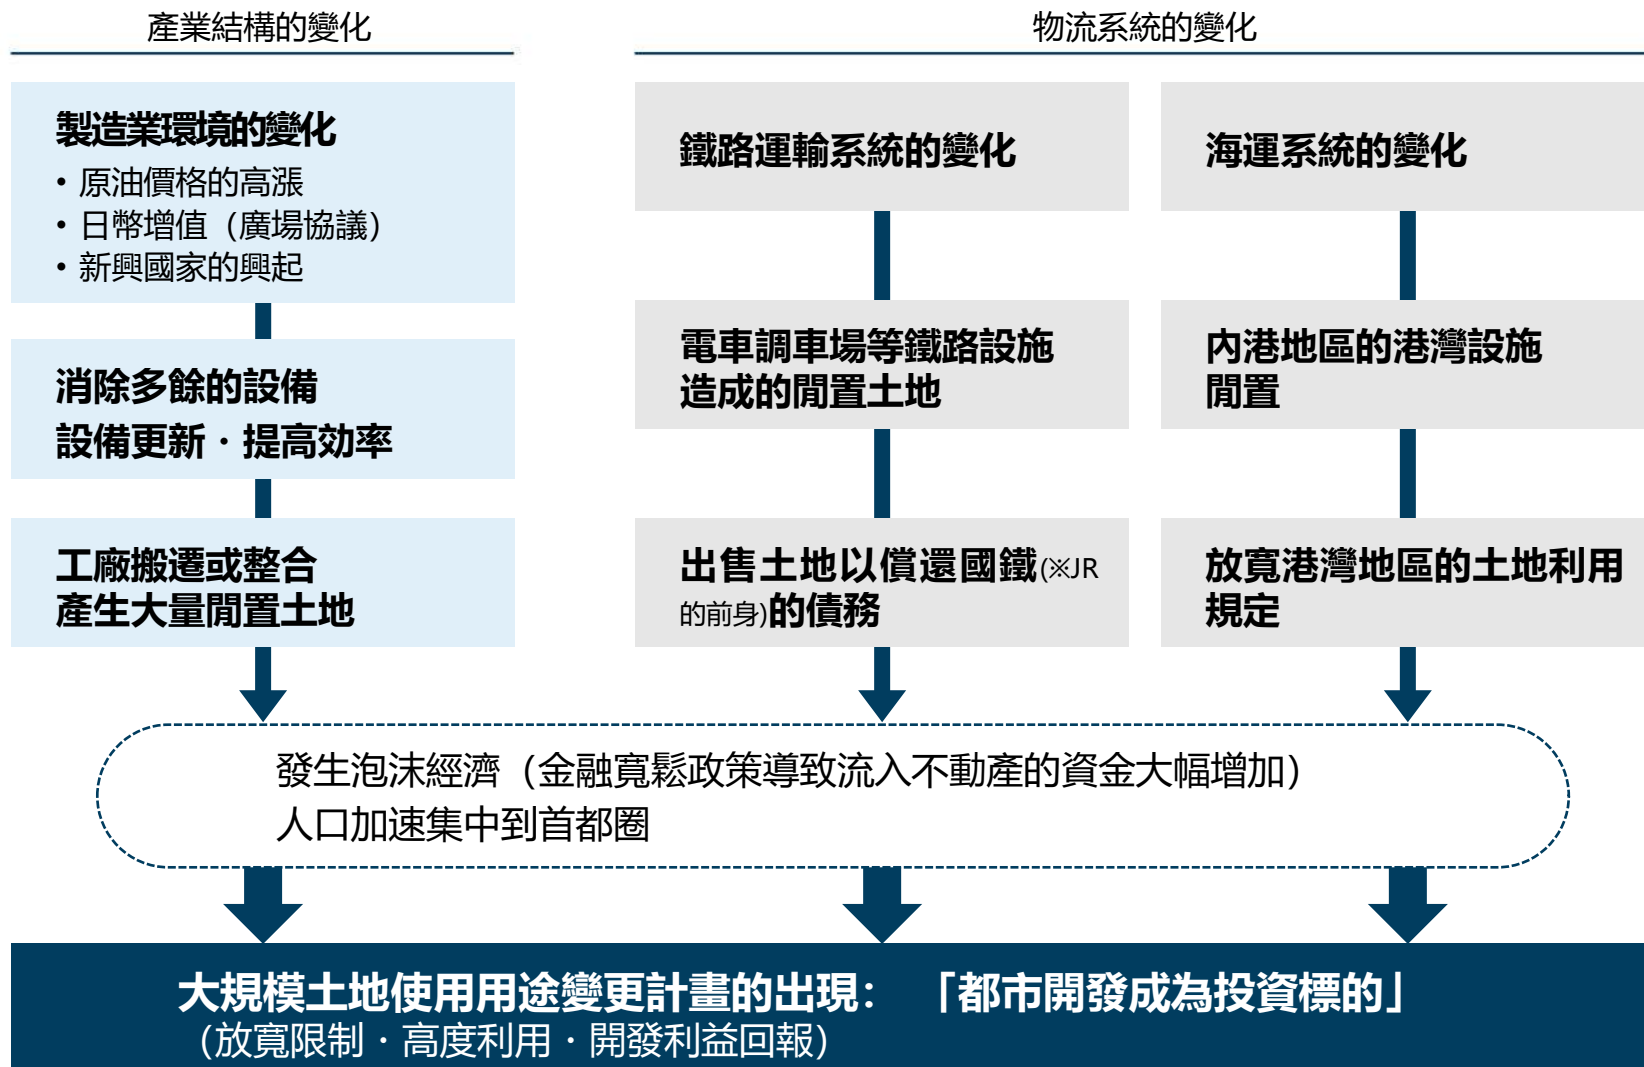 產業結構的變化
物流系統的變化
製造業環境的變化
・原油價格的高漲
・日幣增值（廣場協議）
・新興國家的興起
消除多餘的設備
設備更新・提高效率
工廠搬遷或整合
產生大量閒置土地
鐵路運輸系統的變化
電車調車場等鐵路設施
造成的閒置土地
出售土地以償還國鐵(※JR
的前身)的債務
海運系統的變化
內港地區的港灣設施
閒置
放寬港灣地區的土地利用
規定
發生泡沫經濟（金融寬鬆政策導致流入不動產的資金大幅增加）
人口加速集中到首都圈
大規模土地使用用途變更計畫的出現：　「都市開發成為投資標的」
（放寬限制・高度利用・開發利益回報）